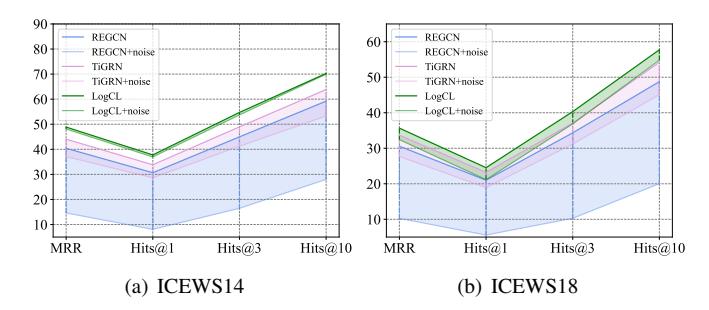 90
80
70
60
50
40
30
20
10
REGCN
REGCN+noise
TiGRN
TiGRN+noise
LogCL
LogCL+noise
MRR Hits@1 Hits@3 Hits@10
(a) ICEWS14
60
50
40
30
20
10
REGCN
REGCN+noise
TiGRN
TiGRN+noise
LogCL
LogCL+noise
MRR Hits@1 Hits@3 Hits@10
(b) ICEWS18